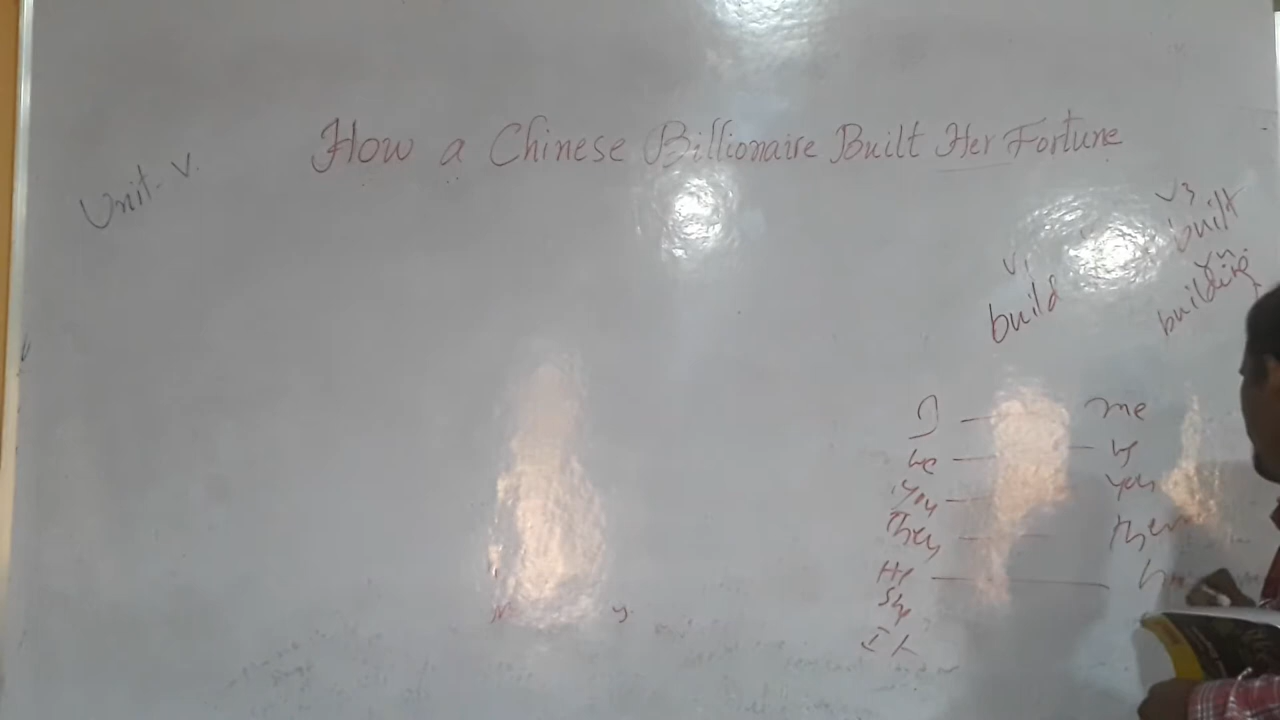 How a Chinese Billionaire Built Her Fortune
Unit - V.
V1 V3
build built
V4
building
I — me
we —
You — you
They — them
He —
She
It